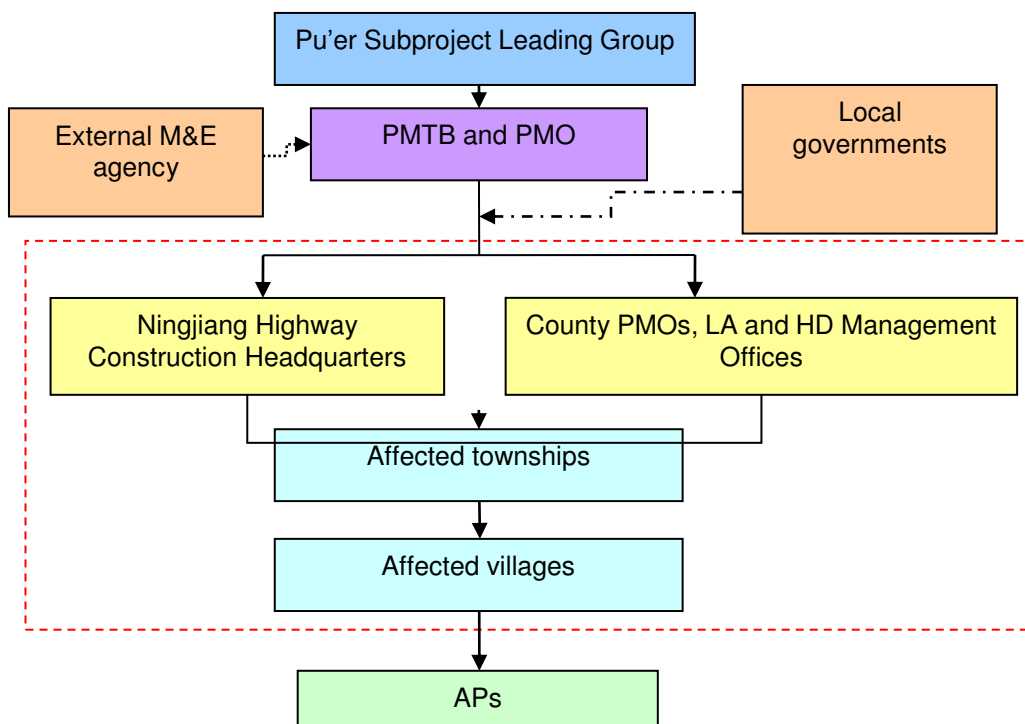 Pu’er Subproject Leading Group
External M&E
agency
PMTB and PMO
Local
governments
Ningjiang Highway
Construction Headquarters
County PMOs, LA and HD Management
Offices
Affected townships
Affected villages
APs